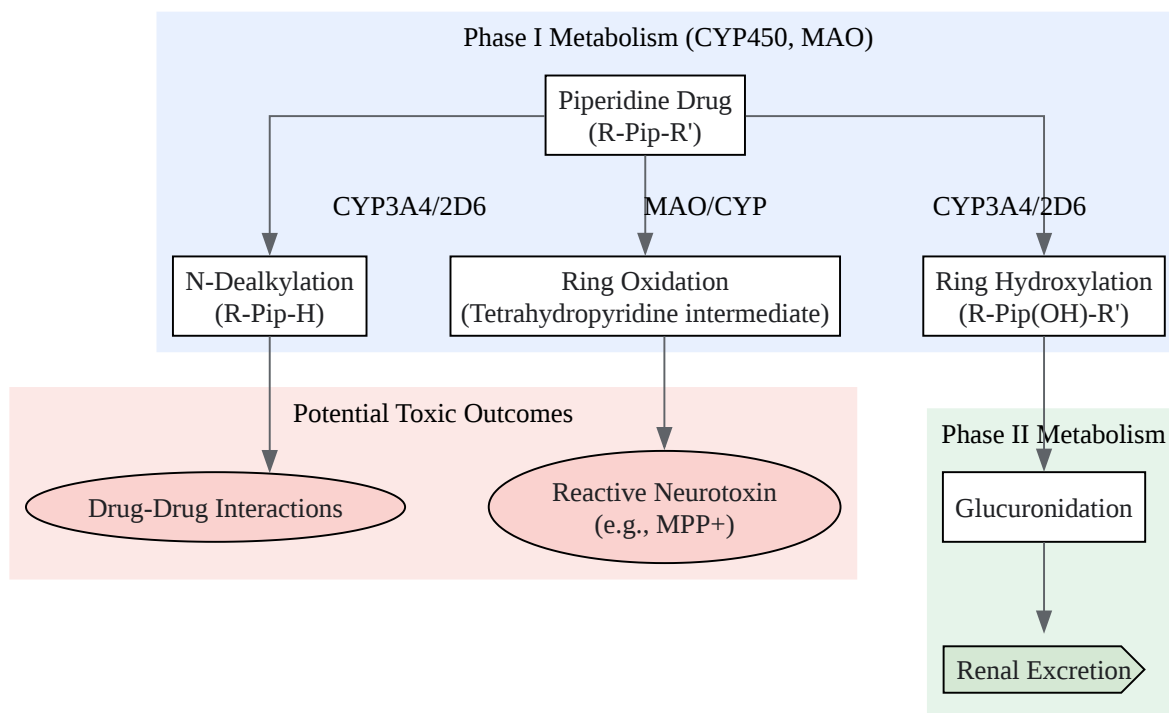 Phase I Metabolism (CYP450, MAO)
Piperidine Drug
(R-Pip-R')
CYP3A4/2D6
MAO/CYP
CYP3A4/2D6
N-Dealkylation
(R-Pip-H)
Ring Oxidation
(Tetrahydropyridine intermediate)
Ring Hydroxylation
(R-Pip(OH)-R')
Potential Toxic Outcomes
Drug-Drug Interactions
Reactive Neurotoxin
(e.g., MPP+)
Phase II Metabolism
Glucuronidation
Renal Excretion